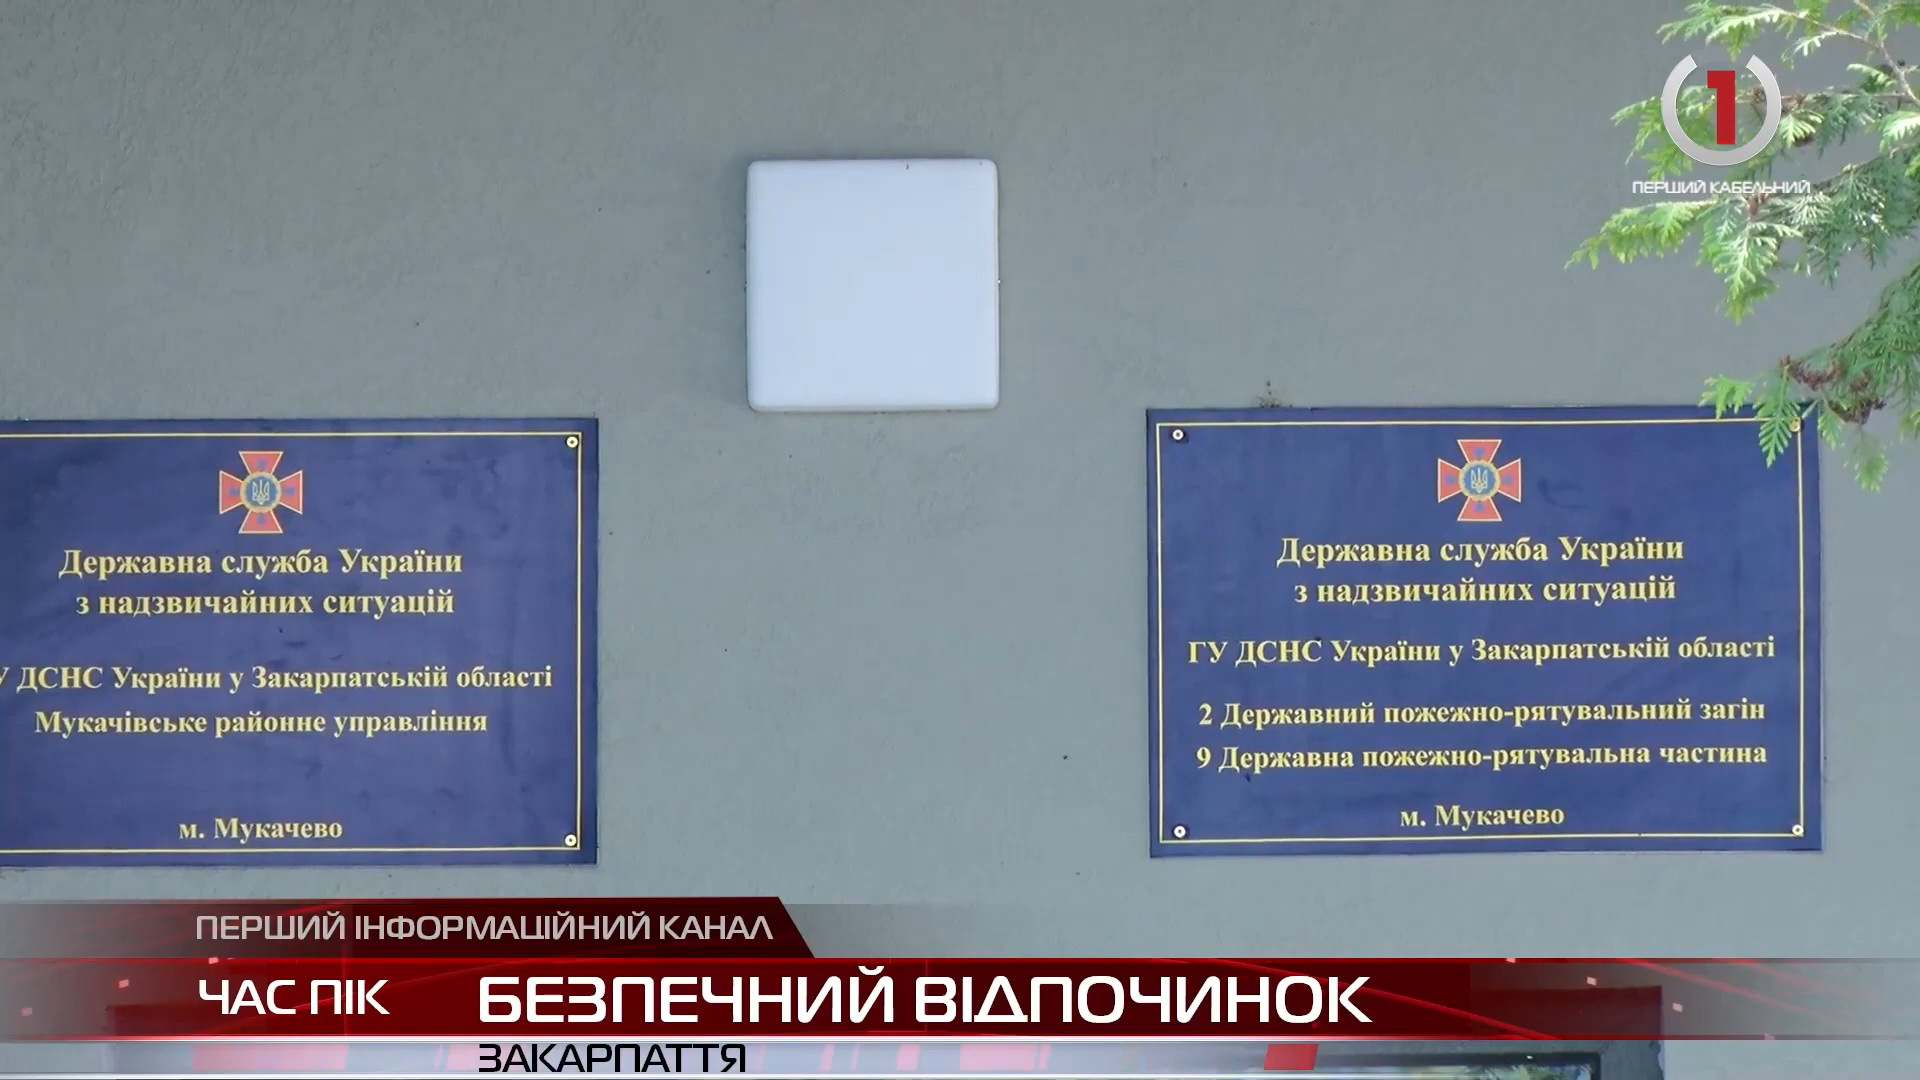 1
ПЕРШИЙ КАБЕЛЬНИЙ
Державна служба України
з надзвичайних ситуацій
У ДСНС України у Закарпатській області
Мукачівське районне управління
м. Мукачево
Державна служба України
з надзвичайних ситуацій
ГУ ДСНС України у Закарпатській області
2 Державний пожежно-рятувальний загін
9 Державна пожежно-рятувальна частина
м. Мукачево
ПЕРШИЙ ІНФОРМАЦІЙНИЙ КАНАЛ
ЧАС ПІК
БЕЗПЕЧНИЙ ВІДПОЧИНОК
ЗАКАРПАТТЯ